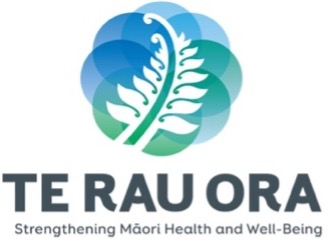 TE RAU ORA
Strengthening Māori Health and Well-Being